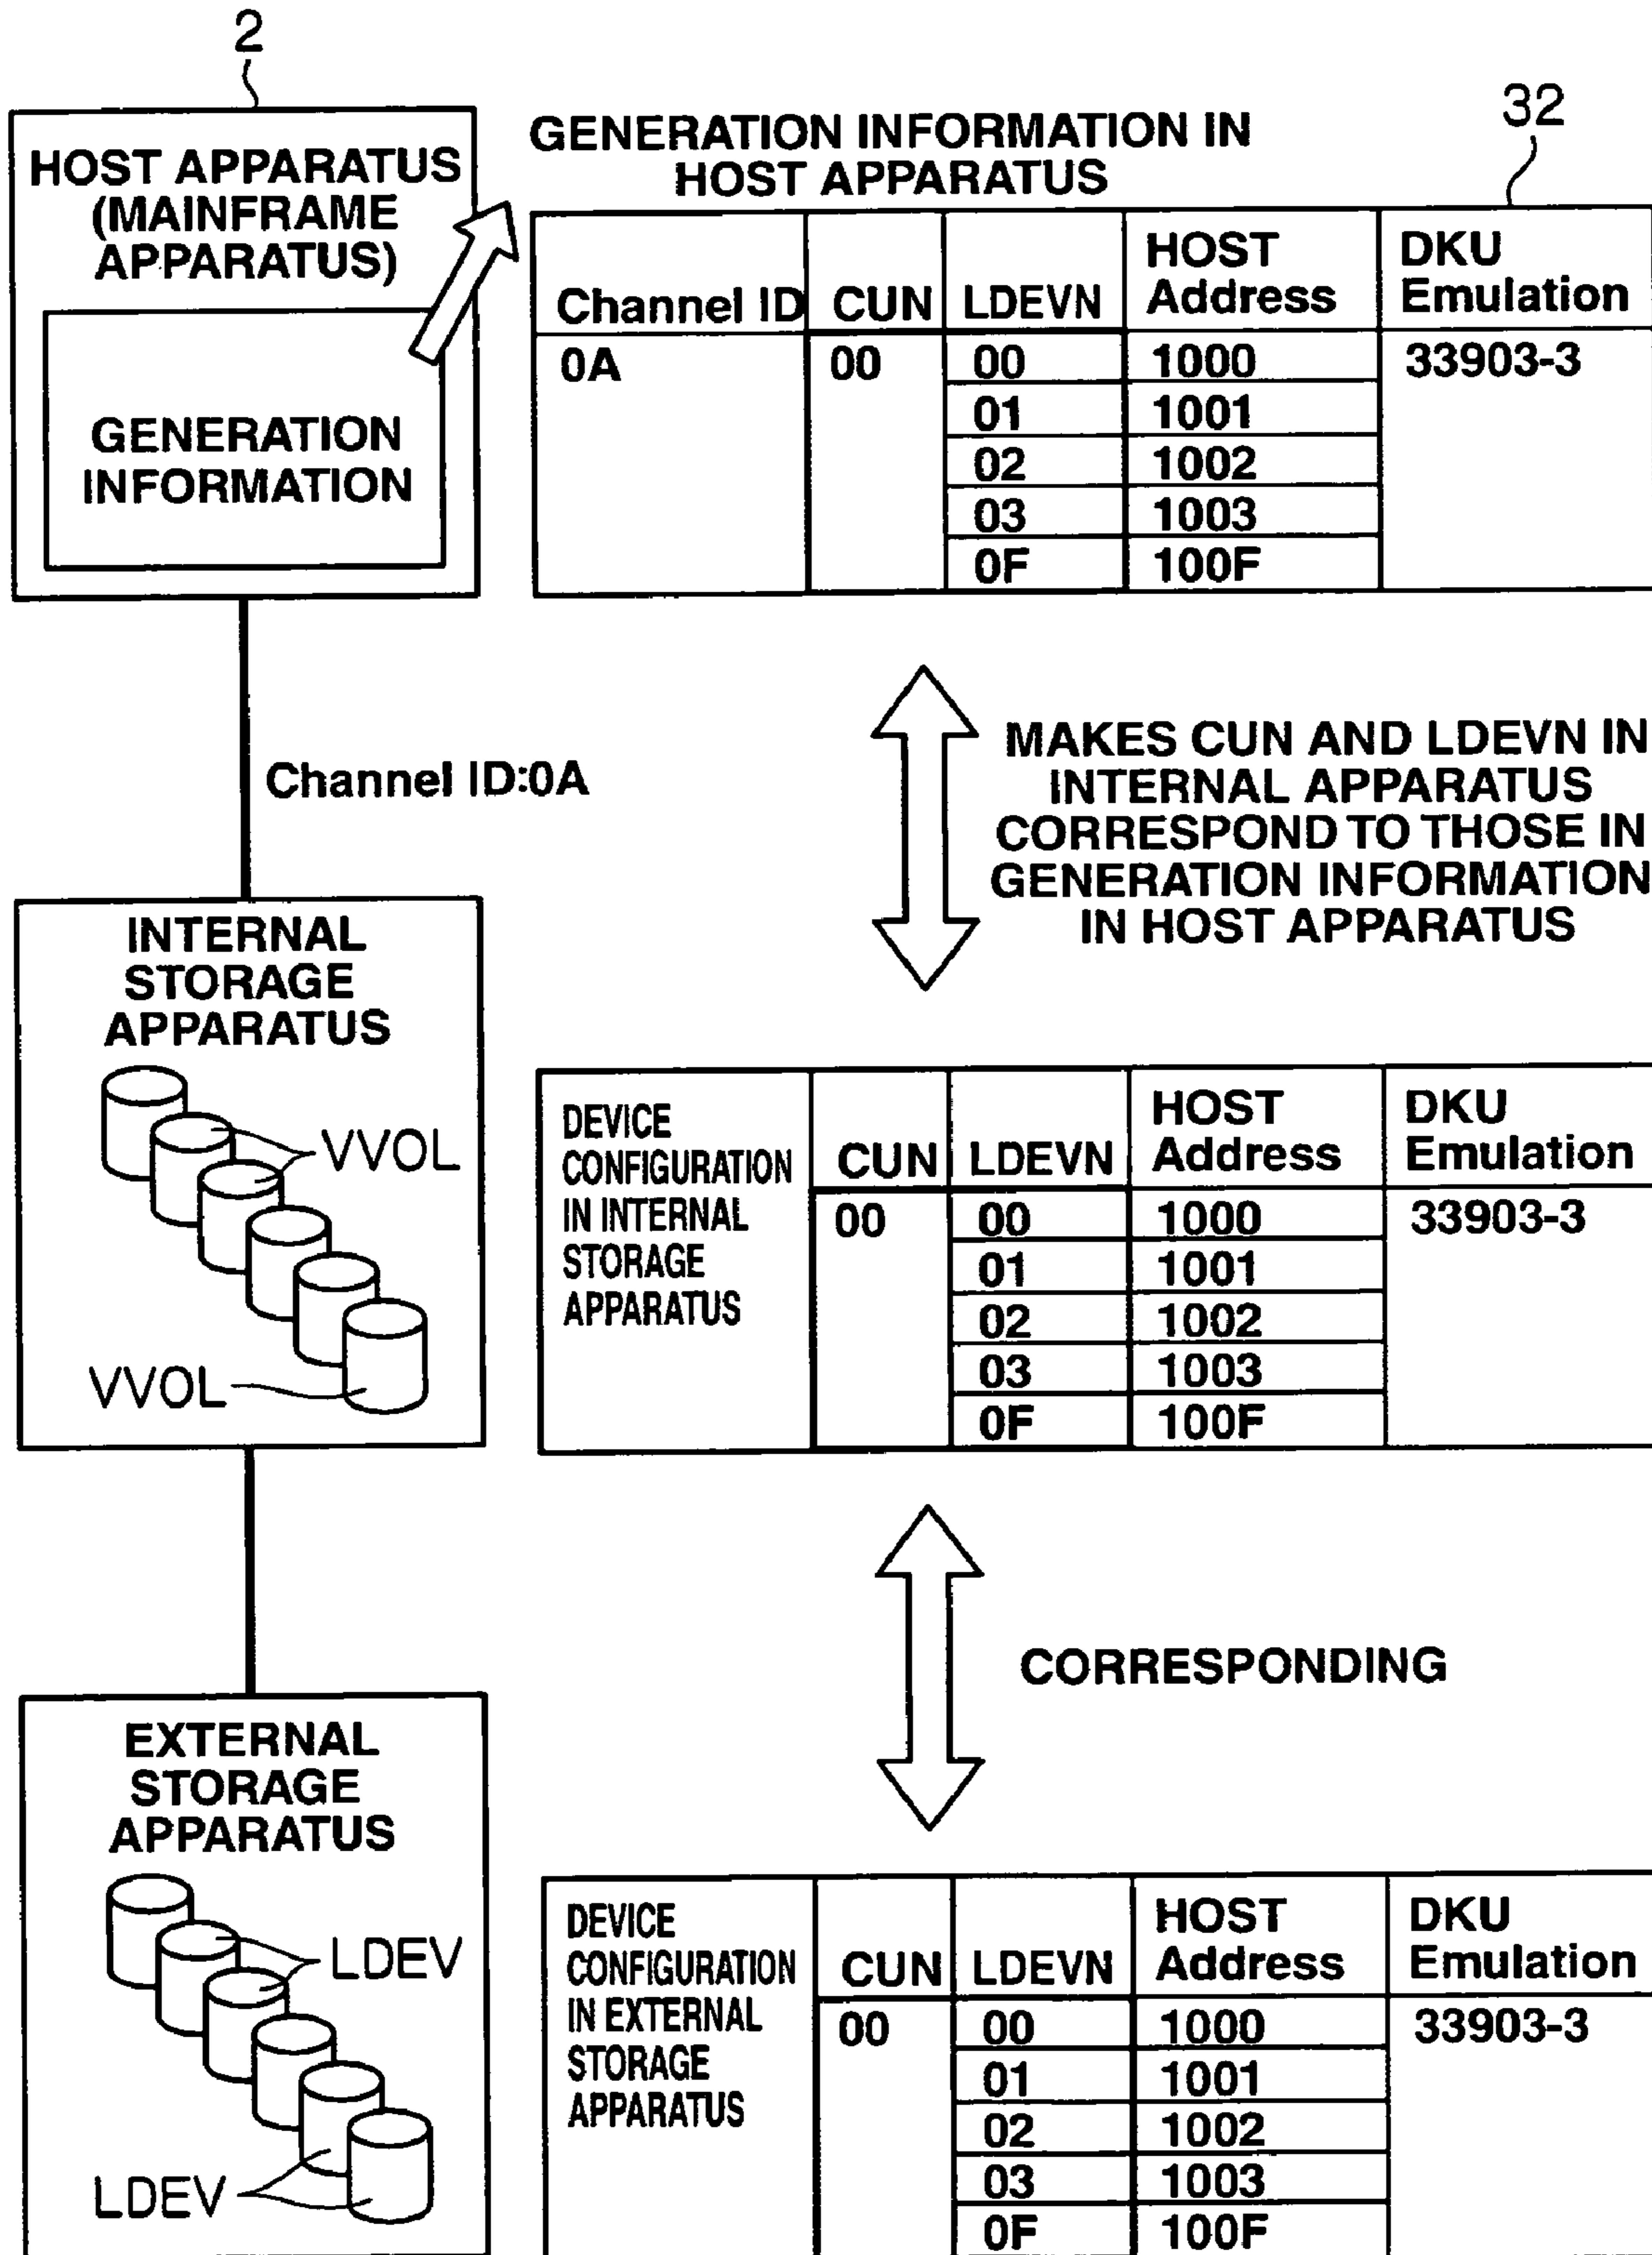 2
HOST APPARATUS
(MAINFRAME
APPARATUS)
GENERATION
INFORMATION
GENERATION INFORMATION IN
HOST APPARATUS
32
Channel ID CUN LDEVN HOST Address DKU Emulation
0A 00 00 1000 33903-3
01 1001
02 1002
03 1003
0F 100F
Channel ID:0A
MAKES CUN AND LDEVN IN
INTERNAL APPARATUS
CORRESPOND TO THOSE IN
GENERATION INFORMATION
IN HOST APPARATUS
INTERNAL
STORAGE
APPARATUS
VVOL
VVOL
DEVICE
CONFIGURATION
IN INTERNAL
STORAGE
APPARATUS
CUN LDEVN HOST Address DKU Emulation
00 00 1000 33903-3
01 1001
02 1002
03 1003
0F 100F
CORRESPONDING
EXTERNAL
STORAGE
APPARATUS
LDEV
LDEV
DEVICE
CONFIGURATION
IN EXTERNAL
STORAGE
APPARATUS
CUN LDEVN HOST Address DKU Emulation
00 00 1000 33903-3
01 1001
02 1002
03 1003
0F 100F